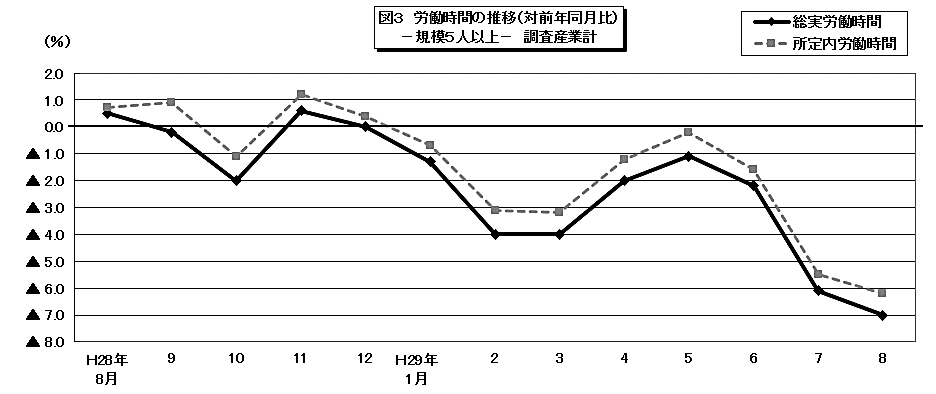 図３ 労働時間の推移（対前年同月比）
－規模５人以上－ 調査産業計
総実労働時間
所定内労働時間
（％）
2.0
1.0
0.0
▲ 1.0
▲ 2.0
▲ 3.0
▲ 4.0
▲ 5.0
▲ 6.0
▲ 7.0
▲ 8.0
H28年 9 10 11 12 H29年 2 3 4 5 6 7 8
8月 1月